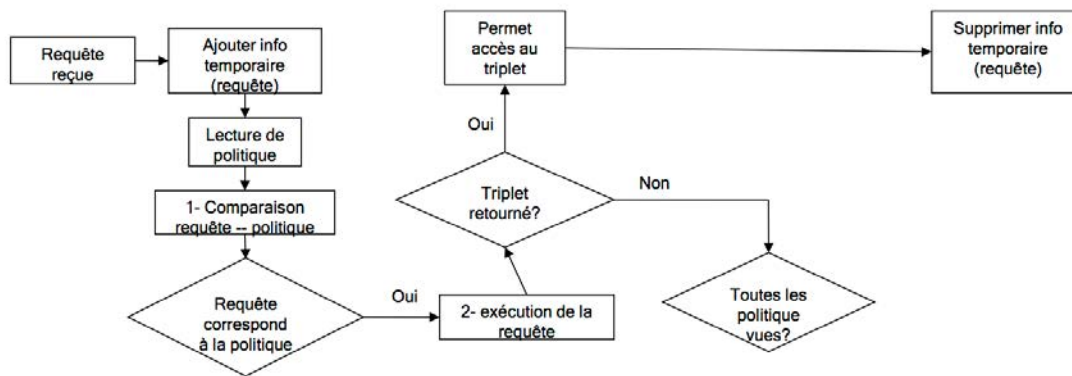 Requête
reçue
Ajouter info
temporaire
(requête)
Lecture de
politique
1- Comparaison
requête -- politique
Requête
correspond
à la politique
Oui
2- exécution de la
requête
Triplet
retourné?
Oui
Permet
accès au
triplet
Supprimer info
temporaire
(requête)
Non
Toutes les
politique
vues?